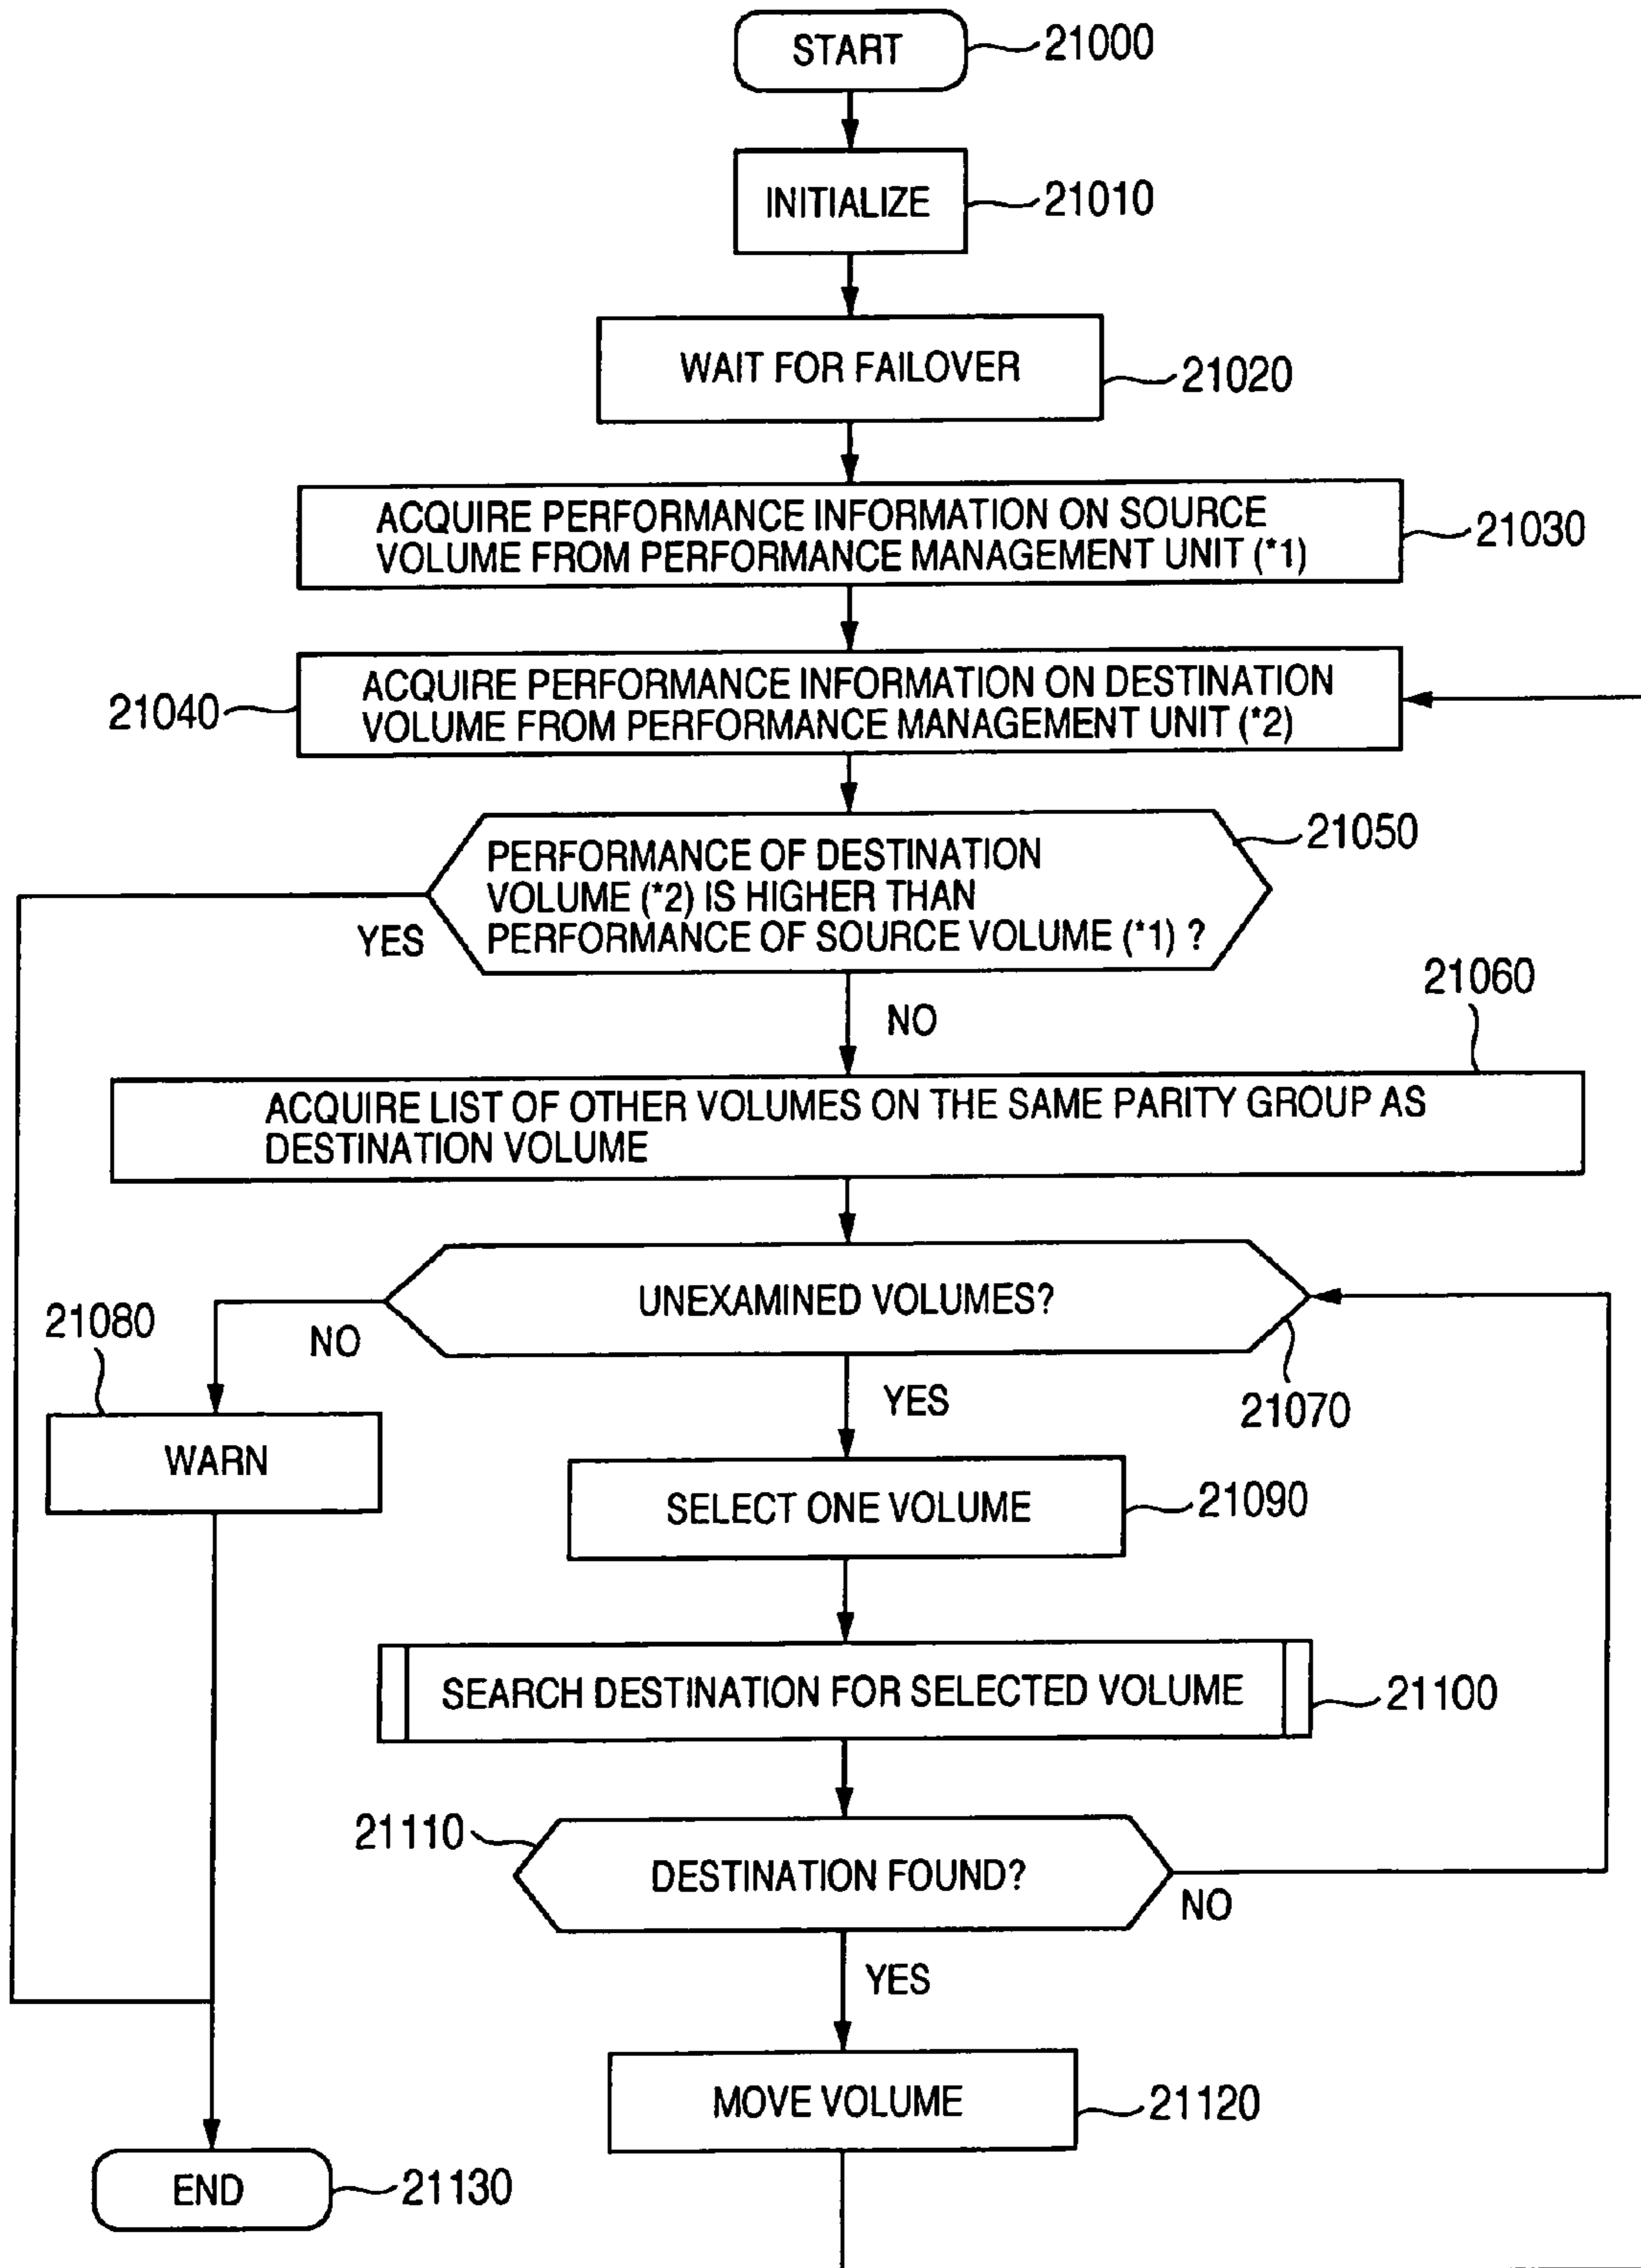 START
21000
INITIALIZE
21010
WAIT FOR FAILOVER
21020
ACQUIRE PERFORMANCE INFORMATION ON SOURCE
VOLUME FROM PERFORMANCE MANAGEMENT UNIT (*1)
21030
21040
ACQUIRE PERFORMANCE INFORMATION ON DESTINATION
VOLUME FROM PERFORMANCE MANAGEMENT UNIT (*2)
21050
PERFORMANCE OF DESTINATION
VOLUME (*2) IS HIGHER THAN
PERFORMANCE OF SOURCE VOLUME (*1) ?
YES
NO
21060
ACQUIRE LIST OF OTHER VOLUMES ON THE SAME PARITY GROUP AS
DESTINATION VOLUME
UNEXAMINED VOLUMES?
21070
NO
21080
WARN
YES
SELECT ONE VOLUME
21090
SEARCH DESTINATION FOR SELECTED VOLUME
21100
21110
DESTINATION FOUND?
NO
YES
MOVE VOLUME
21120
END
21130